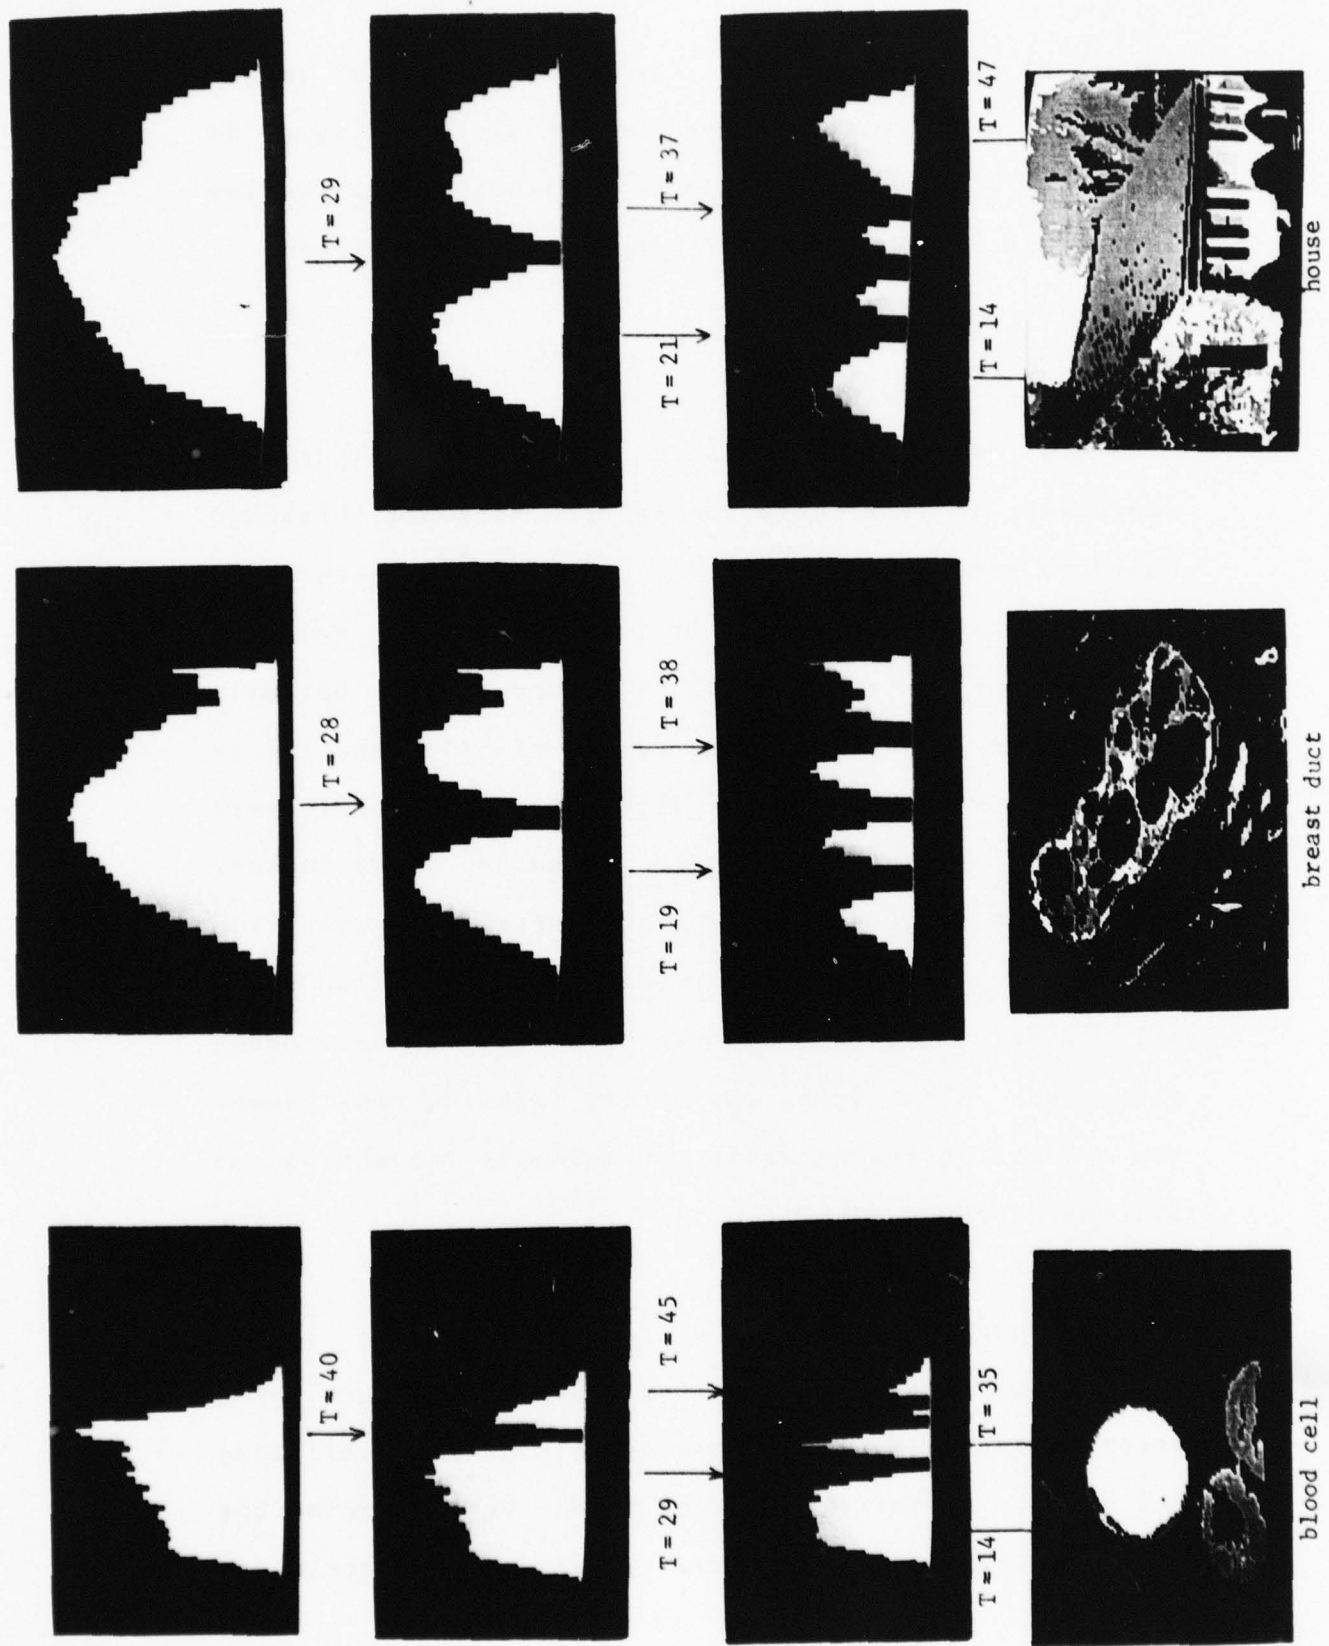 T = 40
T = 29
T = 45
T = 14
T = 35
blood cell
T = 28
T = 19
T = 38
breast duct
T = 29
T = 21
T = 37
T = 14
T = 47
house